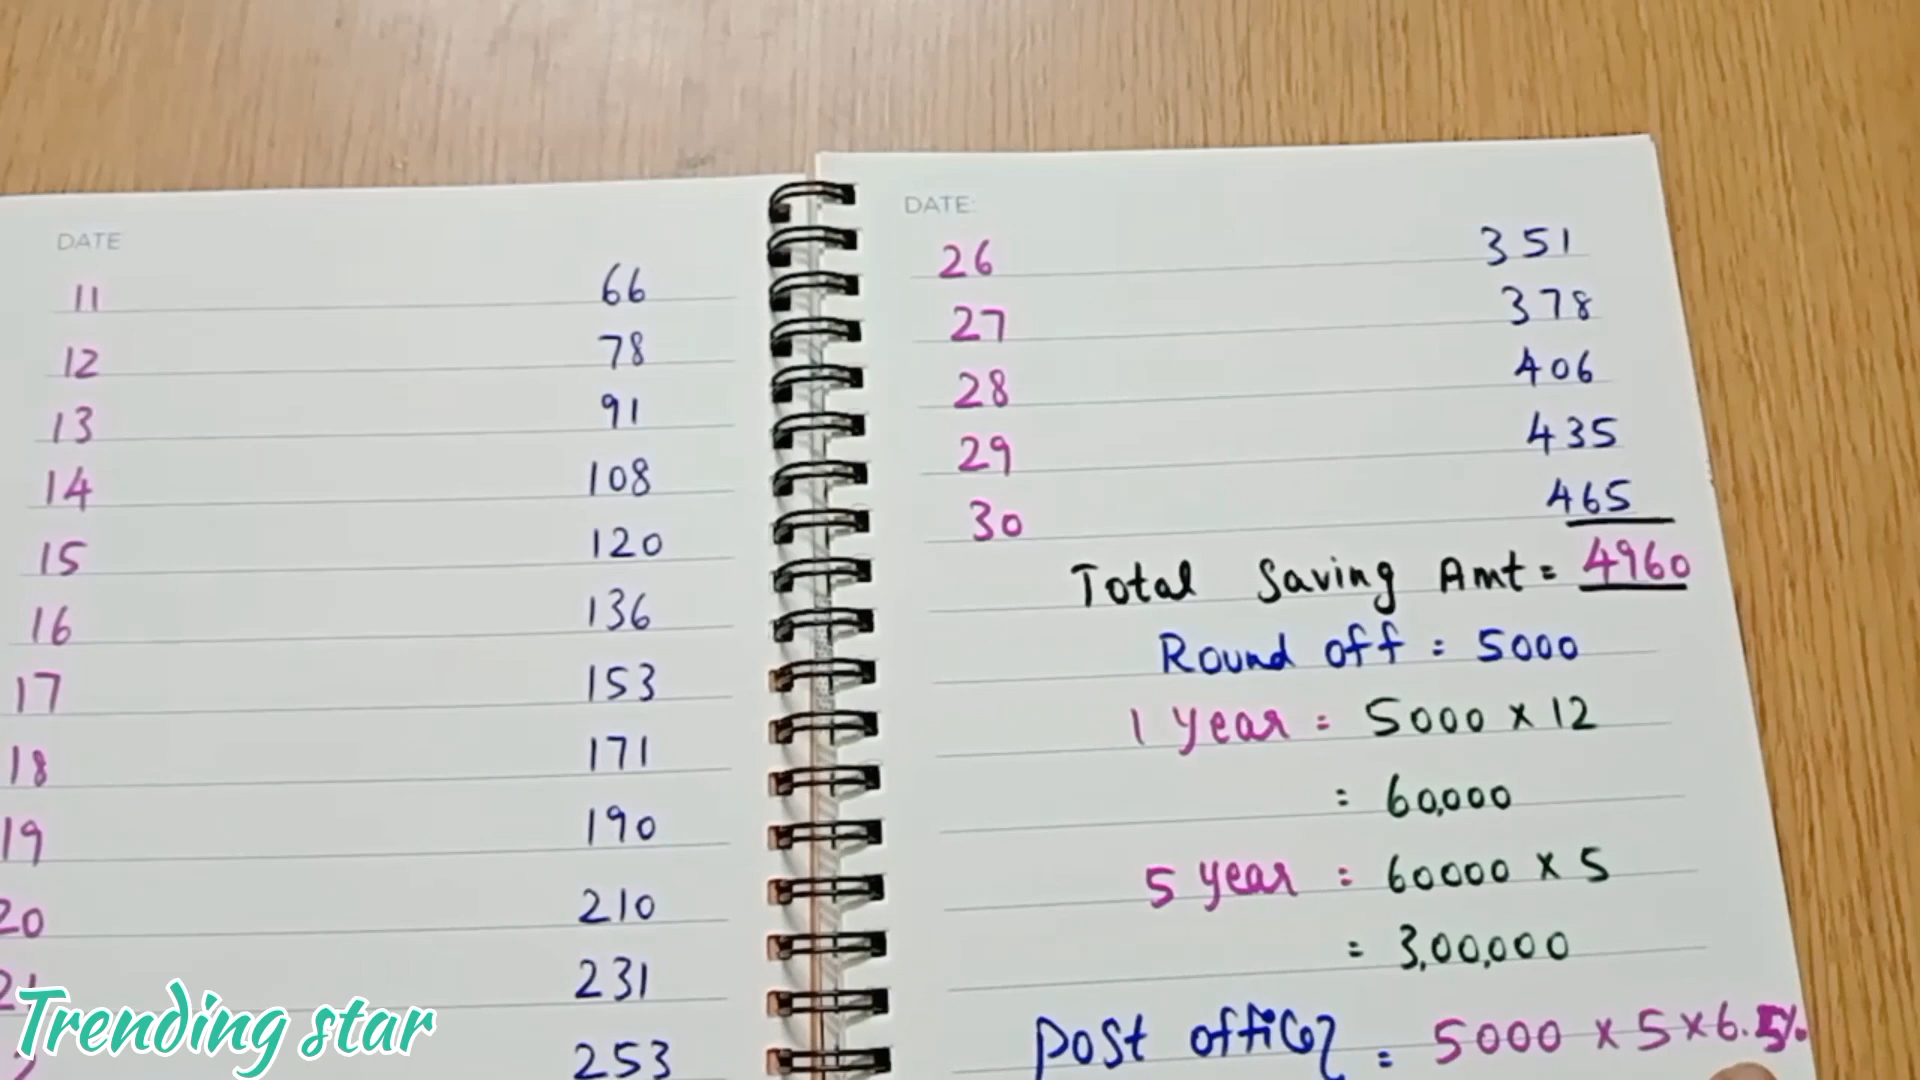 DATE
11 66
12 78
13 91
14 108
15 120
16 136
17 153
18 171
19 190
20 210
21 231
253
DATE:
26 351
27 378
28 406
29 435
30 465
Total Saving Amt = 4960
Round off = 5000
1 year = 5000 x 12
= 60,000
5 year = 60000 x 5
= 3,00,000
Post office = 5000 x 5 x 6.5%
Trending star